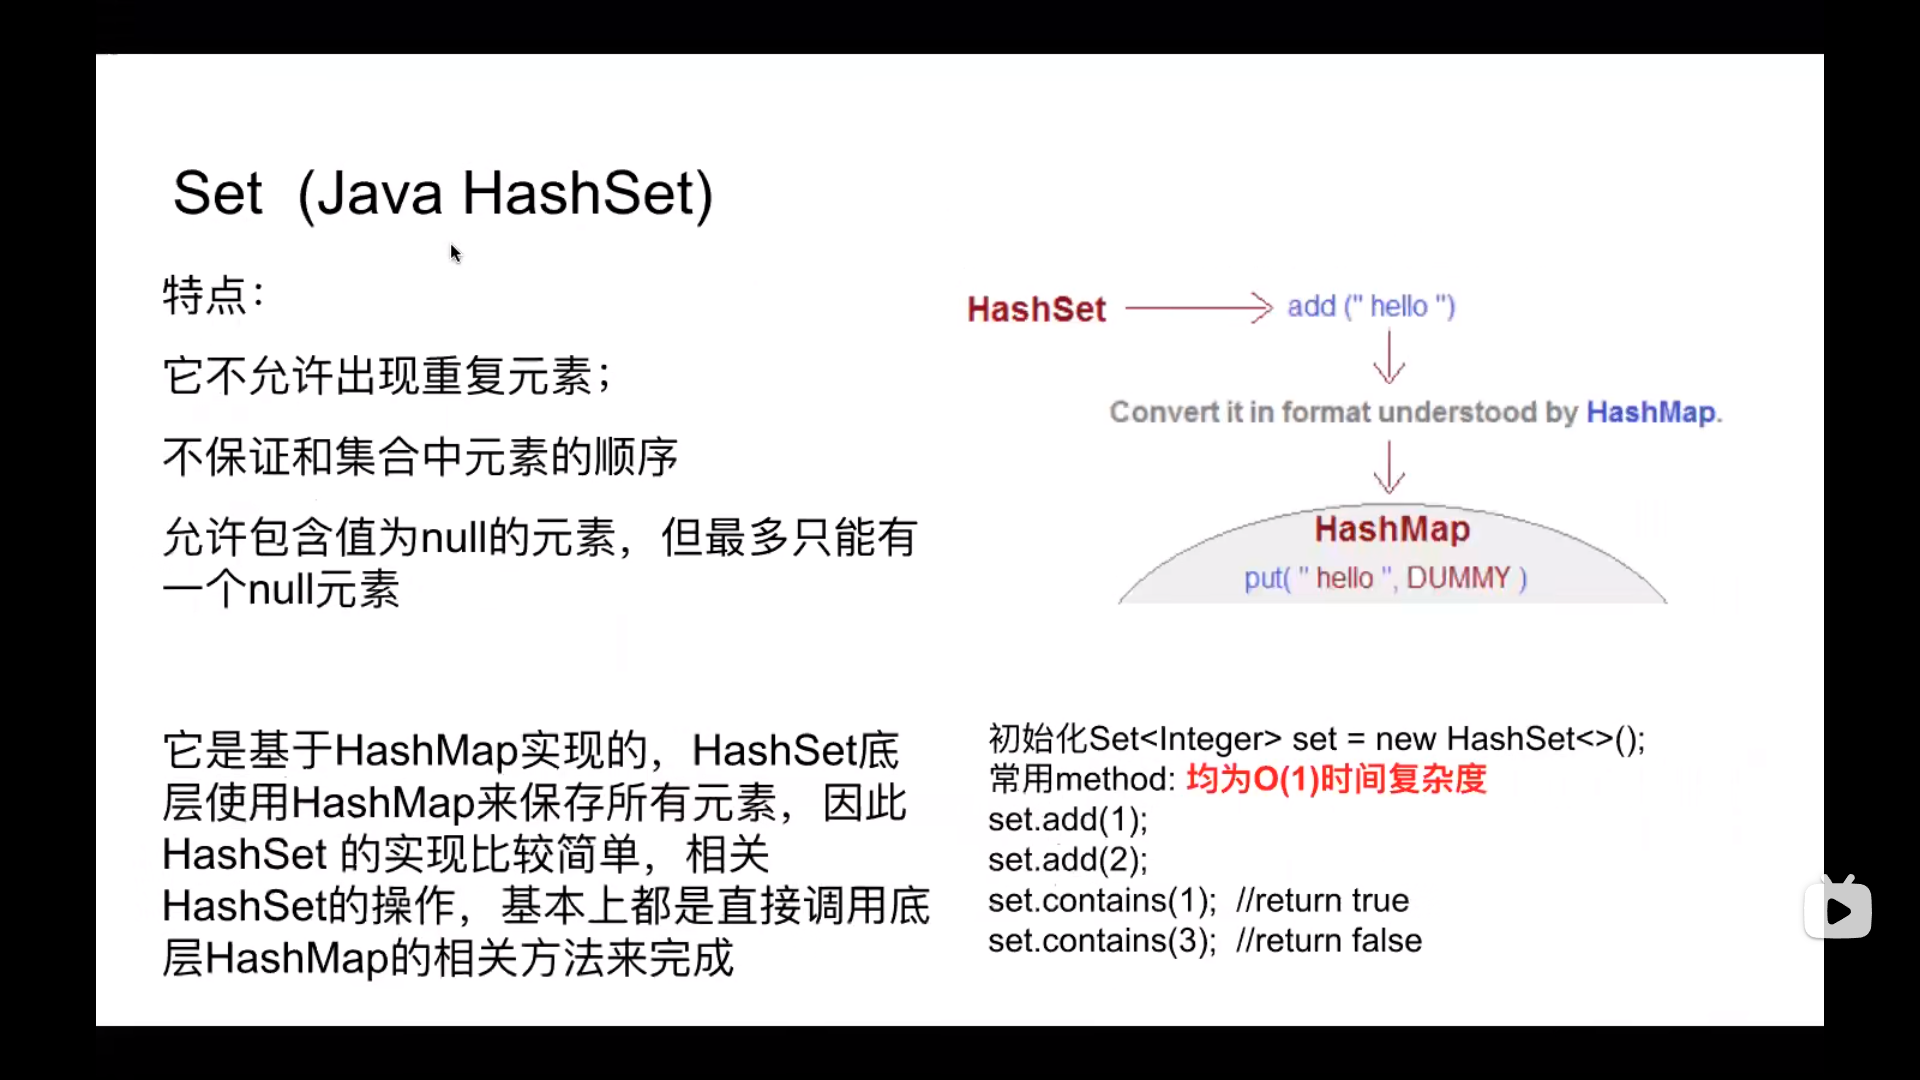 Set  (Java HashSet)
特点：
它不允许出现重复元素；
不保证和集合中元素的顺序
允许包含值为null的元素，但最多只能有
一个null元素
它是基于HashMap实现的，HashSet底
层使用HashMap来保存所有元素，因此
HashSet 的实现比较简单，相关
HashSet的操作，基本上都是直接调用底
层HashMap的相关方法来完成
HashSet
add (" hello ")
Convert it in format understood by HashMap.
HashMap
put( " hello ", DUMMY )
初始化Set<Integer> set = new HashSet<>();
常用method: 均为O(1)时间复杂度
set.add(1);
set.add(2);
set.contains(1);  //return true
set.contains(3);  //return false